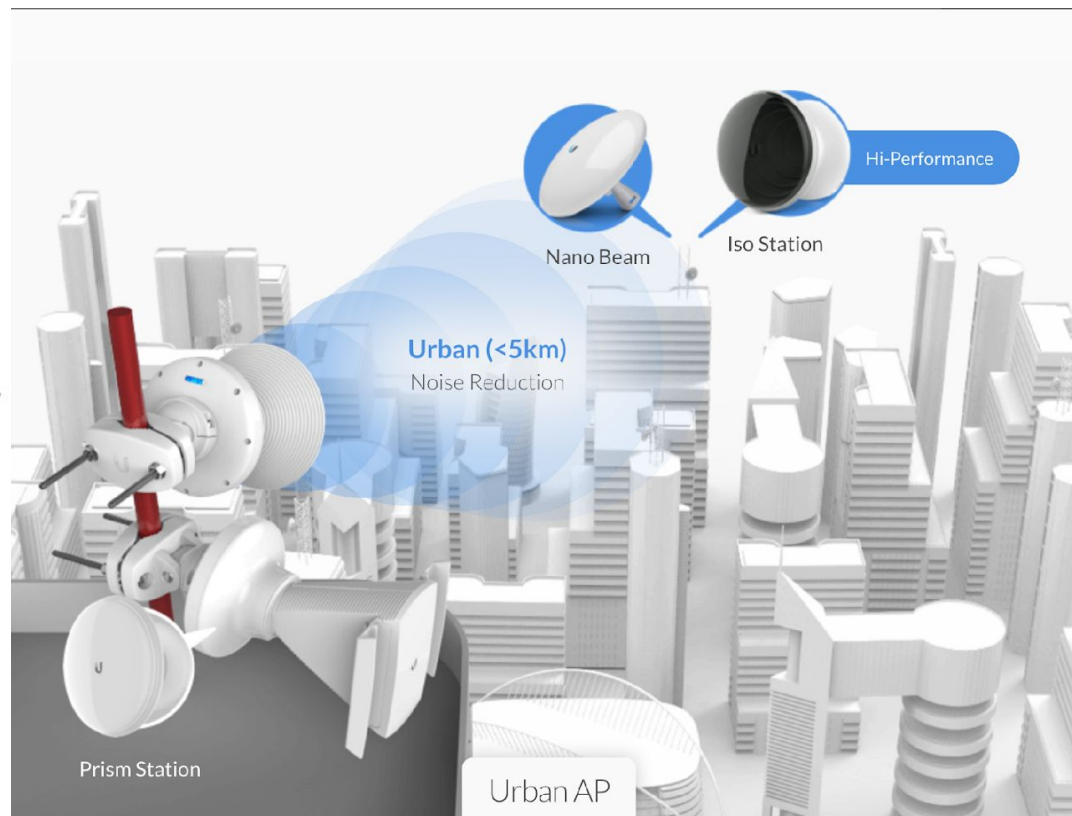 Hi-Performance
Nano Beam
Iso Station
Urban (<5km)
Noise Reduction
Prism Station
Urban AP